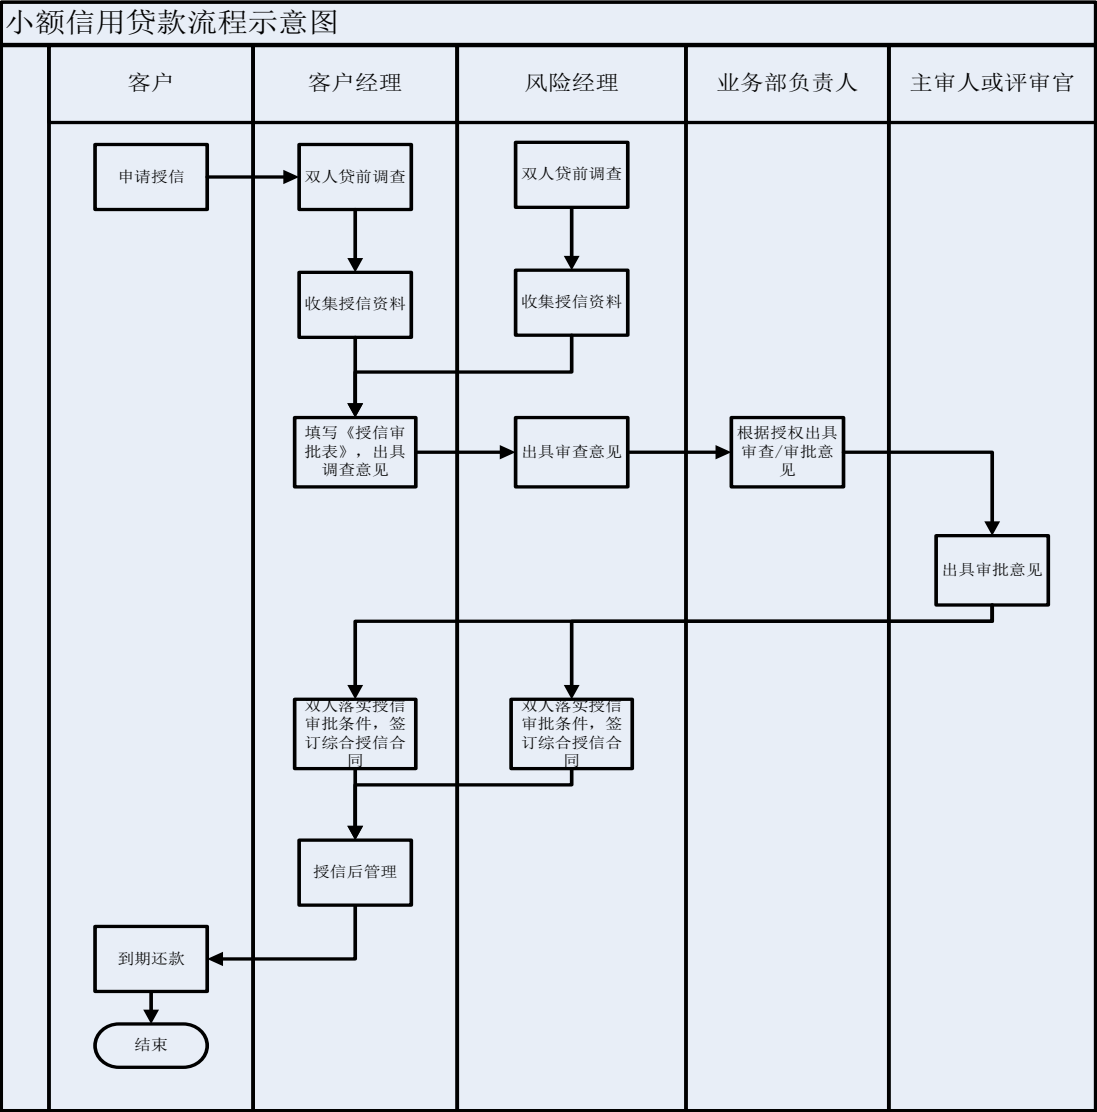 小额信用贷款流程示意图
客户
客户经理
风险经理
业务部负责人
主审人或评审官
申请授信
双人贷前调查
双人贷前调查
收集授信资料
收集授信资料
填写《授信审
批表》，出具
调查意见
出具审查意见
根据授权出具
审查/审批意
见
出具审批意见
双人落实授信
审批条件，签
订综合授信合
同
双人落实授信
审批条件，签
订综合授信合
同
授信后管理
到期还款
结束